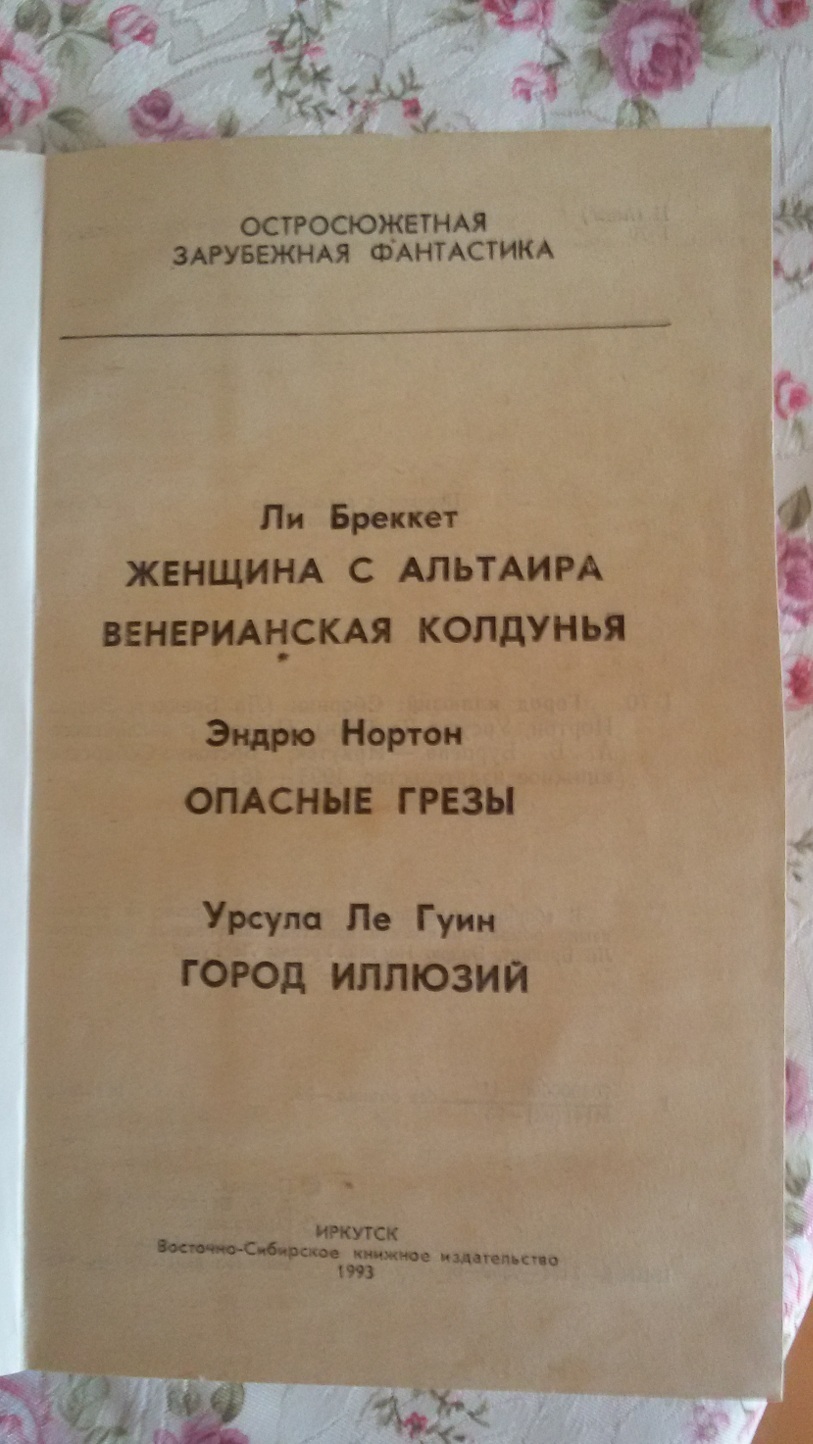 ОСТРОСЮЖЕТНАЯ
ЗАРУБЕЖНАЯ ФАНТАСТИКА
Ли Бреккет
ЖЕНЩИНА С АЛЬТАИРА
ВЕНЕРИАНСКАЯ КОЛДУНЬЯ
Эндрю Нортон
ОПАСНЫЕ ГРЕЗЫ
Урсула Ле Гуин
ГОРОД ИЛЛЮЗИЙ
ИРКУТСК
Восточно-Сибирское книжное издательство
1993